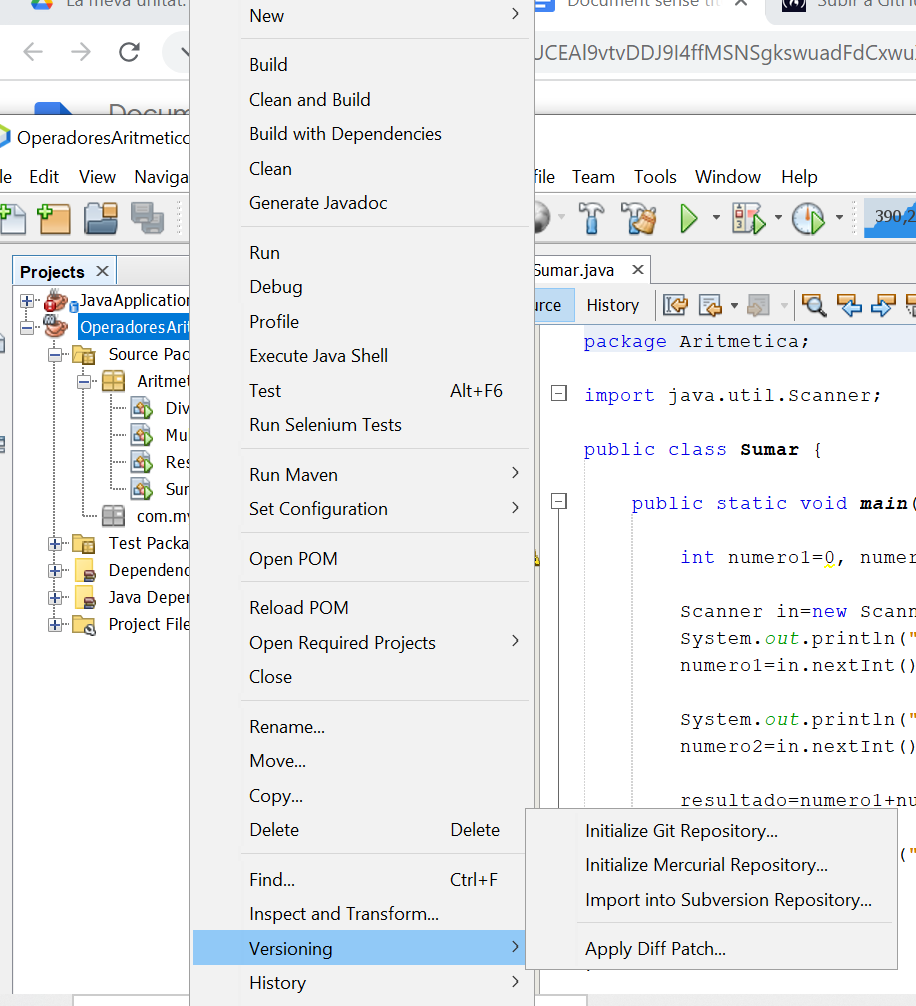 La meva unitat.
New
Document sense tít
Subir a GitH
UCEAl9vtvDDJ9I4ffMSNSgkswuadFdCxwu
Docum
Build
Clean and Build
Build with Dependencies
Clean
Generate Javadoc
Run
Debug
Profile
Execute Java Shell
Test Alt+F6
Run Selenium Tests
Run Maven
Set Configuration
Open POM
Reload POM
Open Required Projects
Close
Rename...
Move...
Copy...
Delete Delete
Find... Ctrl+F
Inspect and Transform...
Versioning
History
Initialize Git Repository...
Initialize Mercurial Repository...
Import into Subversion Repository...
Apply Diff Patch...
OperadoresAritmetico
le Edit View Naviga
file Team Tools Window Help
390,2
Projects
JavaApplication
OperadoresArit
Source Pac
Aritmet
Div
Mu
Res
Sur
com.my
Test Packa
Dependenc
Java Deper
Project File
Sumar.java
urce History
package Aritmetica;
import java.util.Scanner;
public class Sumar {
public static void main(
int numero1=0, numer
Scanner in=new Scann
System.out.println("
numero1=in.nextInt()
System.out.println("
numero2=in.nextInt()
resultado=numero1+nu
("